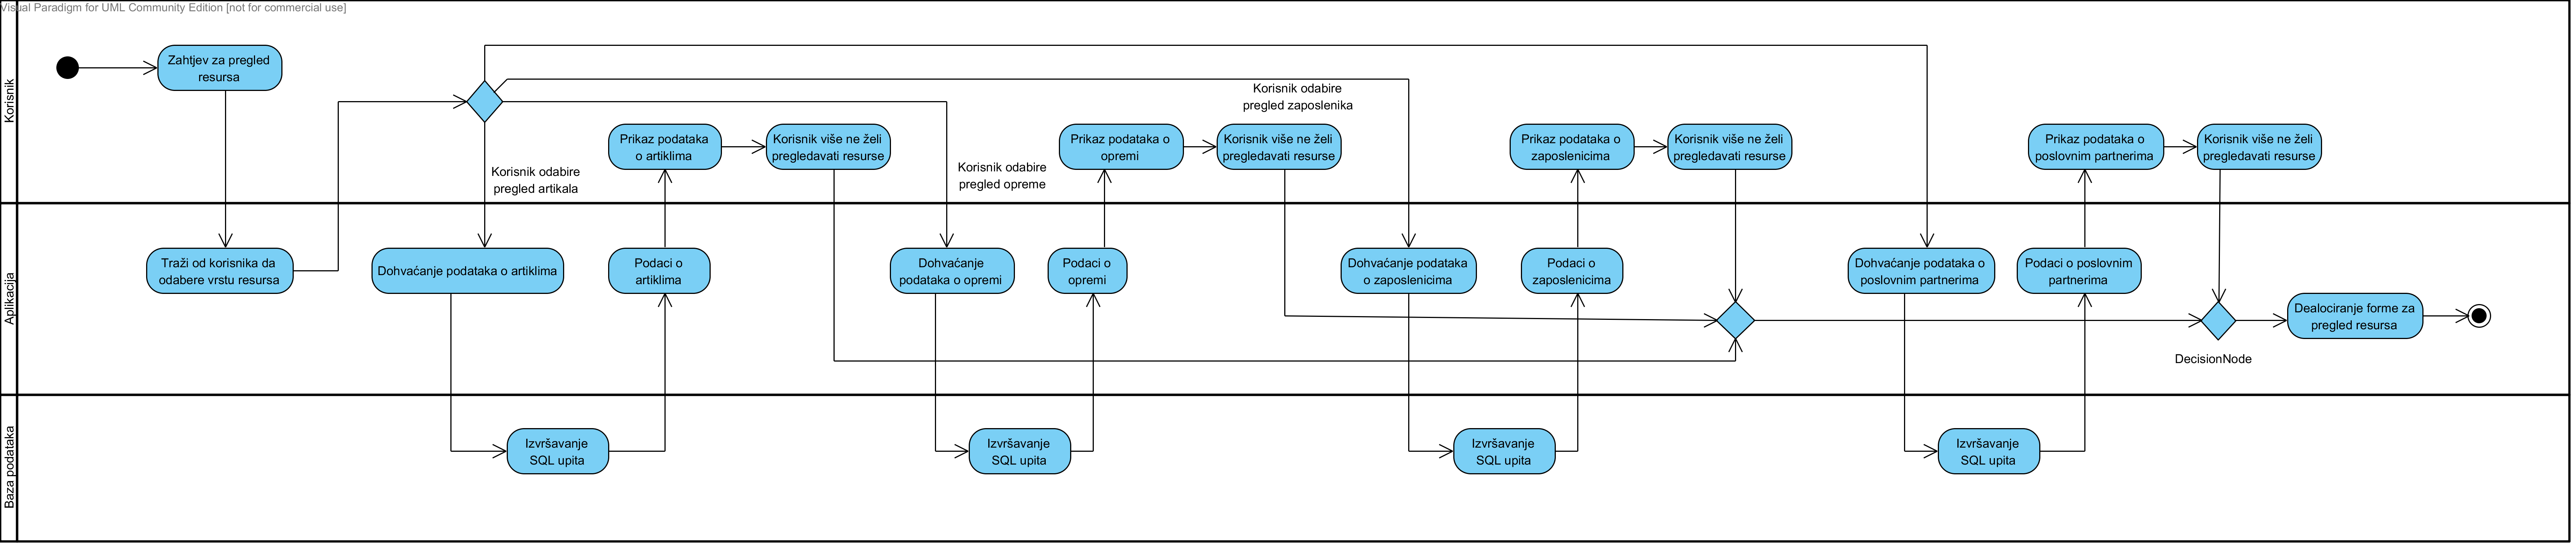 Visual Paradigm for UML Community Edition [not for commercial use]
Korisnik
Zahtjev za pregled
resursa
Korisnik odabire
pregled artikala
Prikaz podataka
o artiklima
Korisnik više ne želi
pregledavati resurse
Korisnik odabire
pregled opreme
Prikaz podataka o
opremi
Korisnik više ne želi
pregledavati resurse
Korisnik odabire
pregled zaposlenika
Prikaz podataka o
zaposlenicima
Korisnik više ne želi
pregledavati resurse
Prikaz podataka o
poslovnim partnerima
Korisnik više ne želi
pregledavati resurse
Aplikacija
Traži od korisnika da
odabere vrstu resursa
Dohvaćanje podataka o artiklima
Podaci o
artiklima
Dohvaćanje
podataka o opremi
Podaci o
opremi
Dohvaćanje podataka
o zaposlenicima
Podaci o
zaposlenicima
Dohvaćanje podataka o
poslovnim partnerima
Podaci o poslovnim
partnerima
DecisionNode
Dealociranje forme za
pregled resursa
Baza podataka
Izvršavanje
SQL upita
Izvršavanje
SQL upita
Izvršavanje
SQL upita
Izvršavanje
SQL upita